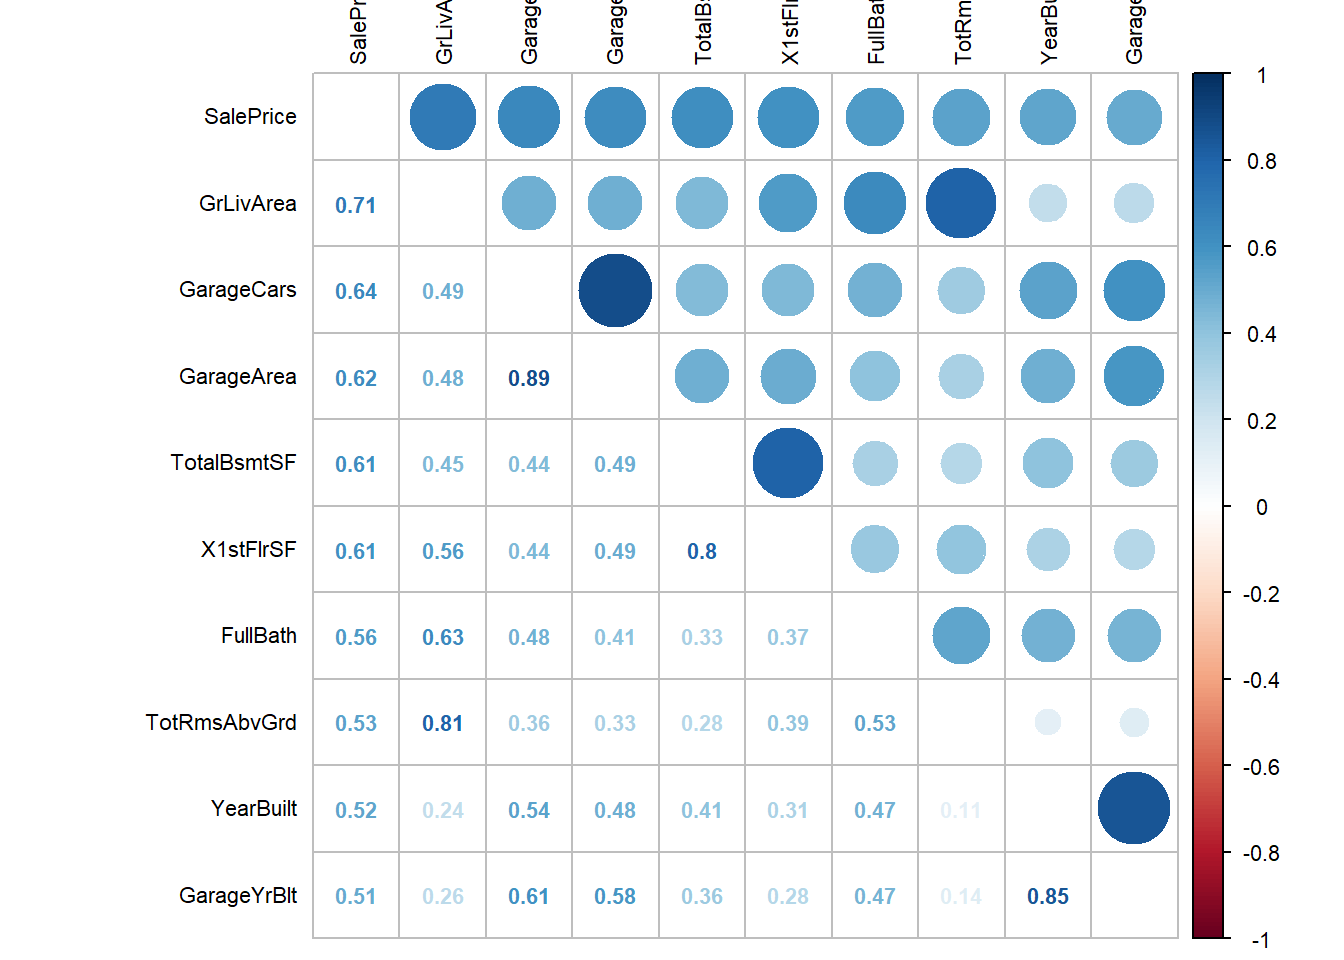 SalePr
GrLivA
Garage
Garage
TotalBs
X1stFlr
FullBat
TotRm
YearBu
Garage
SalePrice
GrLivArea 0.71
GarageCars 0.64 0.49
GarageArea 0.62 0.48 0.89
TotalBsmtSF 0.61 0.45 0.44 0.49
X1stFlrSF 0.61 0.56 0.44 0.49 0.8
FullBath 0.56 0.63 0.48 0.41 0.33 0.37
TotRmsAbvGrd 0.53 0.81 0.36 0.33 0.28 0.39 0.53
YearBuilt 0.52 0.24 0.54 0.48 0.41 0.31 0.47 0.11
GarageYrBlt 0.51 0.26 0.61 0.58 0.36 0.28 0.47 0.14 0.85
1
0.8
0.6
0.4
0.2
0
-0.2
-0.4
-0.6
-0.8
-1